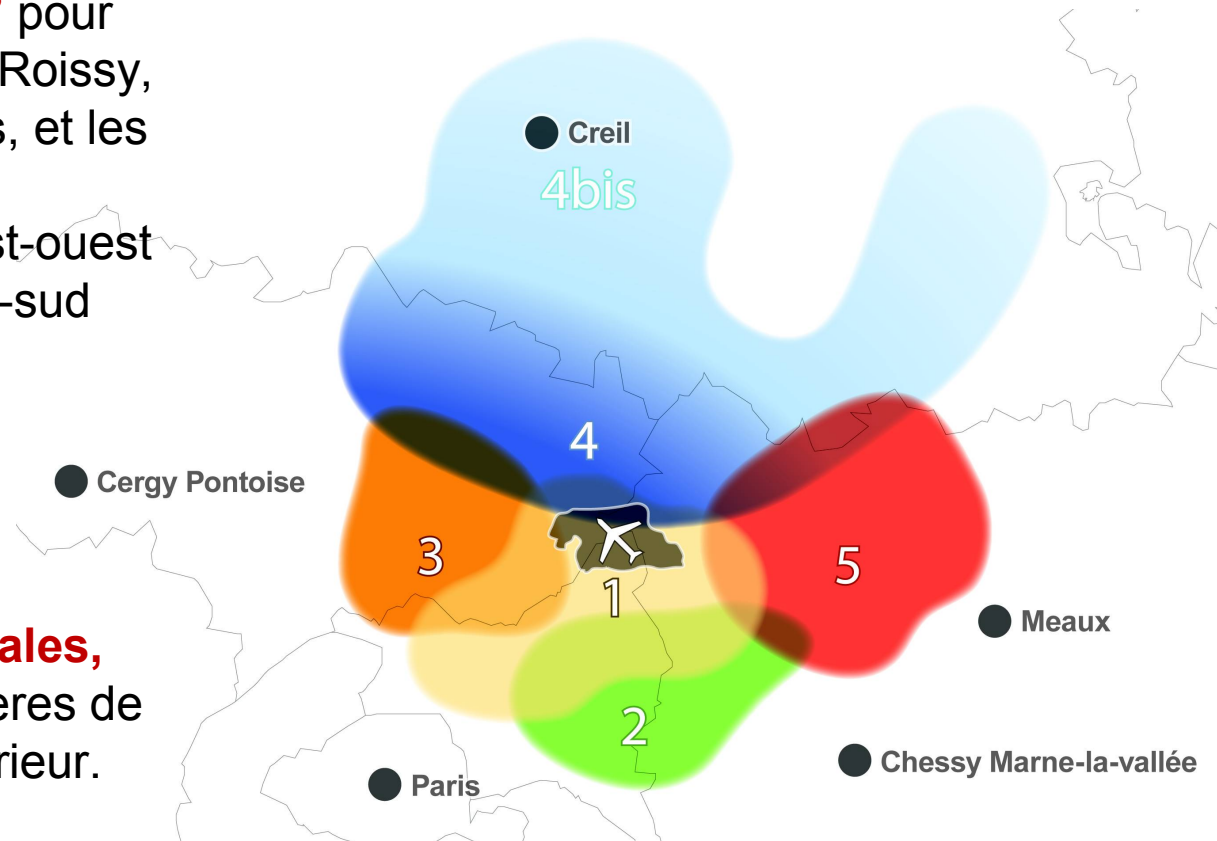 pour
Roissy,
, et les
st-ouest
-sud
ales,
eres de
rieur.
Creil
4bis
4
Cergy Pontoise
3
1
5
Meaux
2
Chessy Marne-la-vallée
Paris